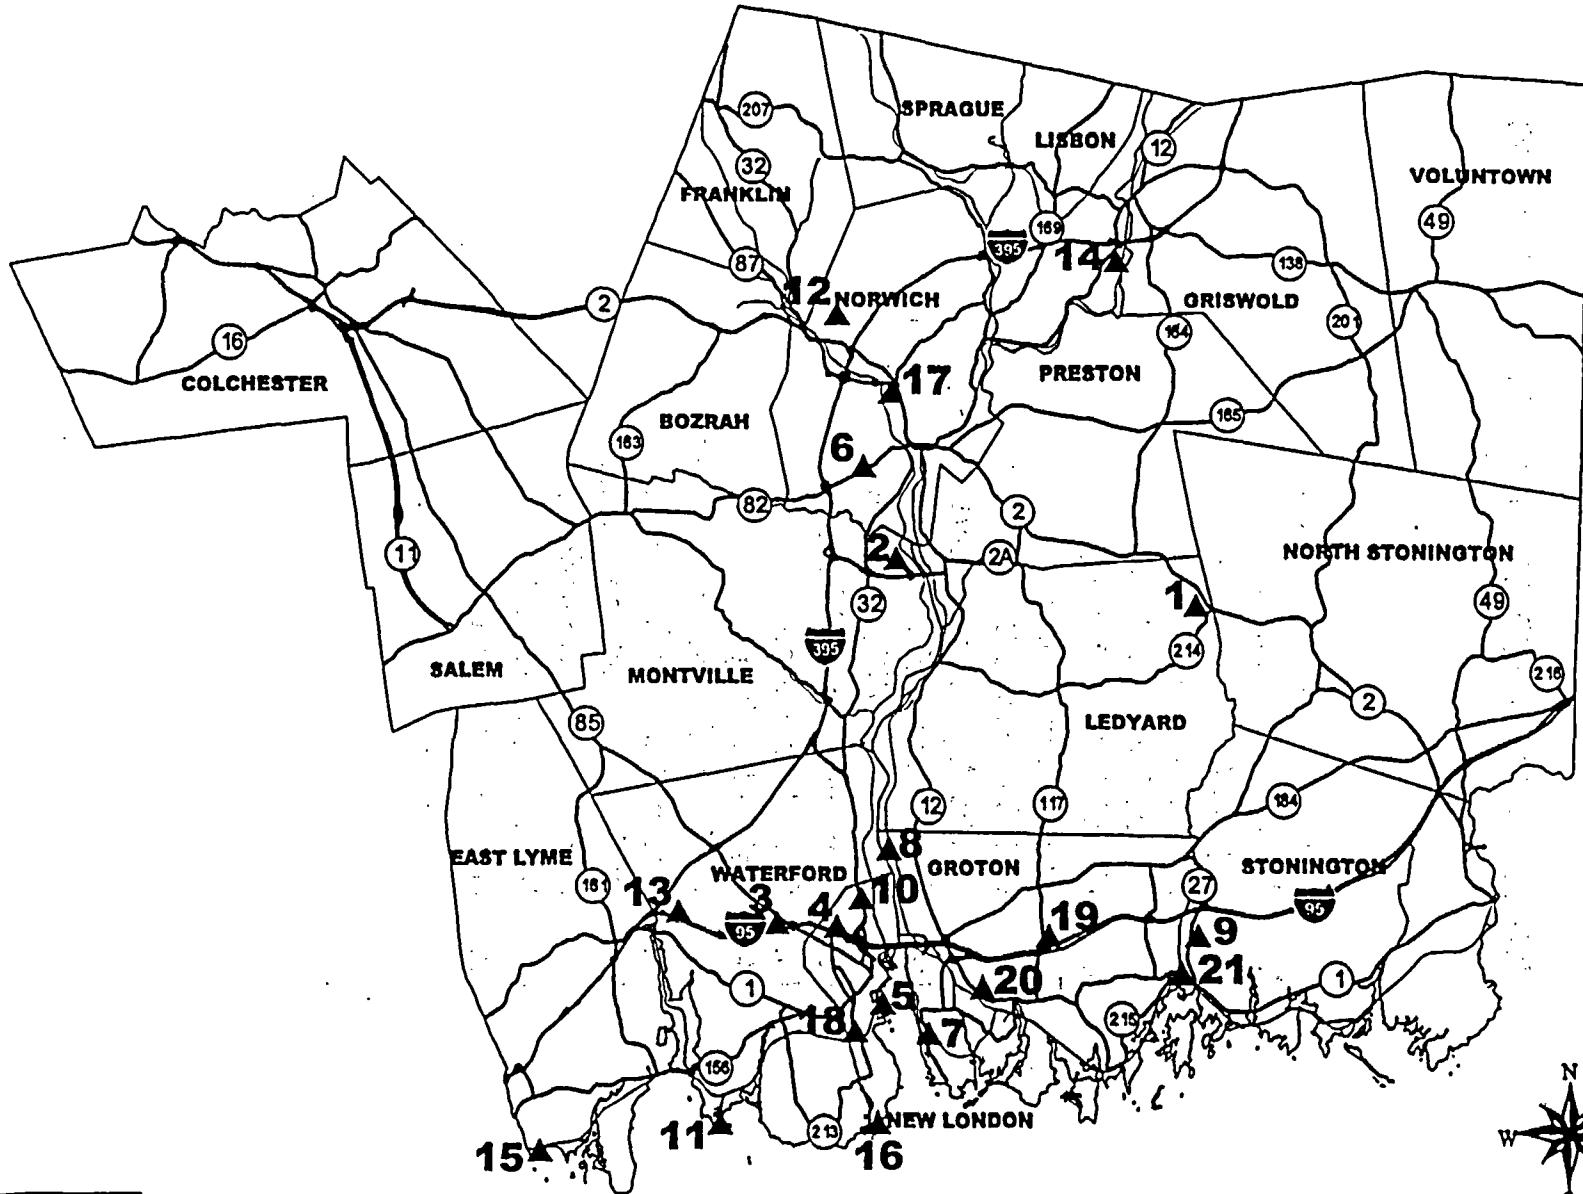 SPRAGUE
207
LISBON
12
32
VOLUNTOWN
FRANKLIN
49
169
395
87
14
138
12
NORWICH
GRISWOLD
2
201
164
16
PRESTON
COLCHESTER
17
165
BOZRAH
163
6
82
2
11
2
2A
NORTH STONINGTON
1
32
49
395
214
SALEM
MONTVILLE
216
2
85
LEDYARD
12
117
184
8
EAST LYME
WATERFORD
GROTON
STONINGTON
161
13
3
10
27
95
4
19
95
9
1
20
21
1
5
18
7
215
156
N
11
213
NEW LONDON
W
15
16